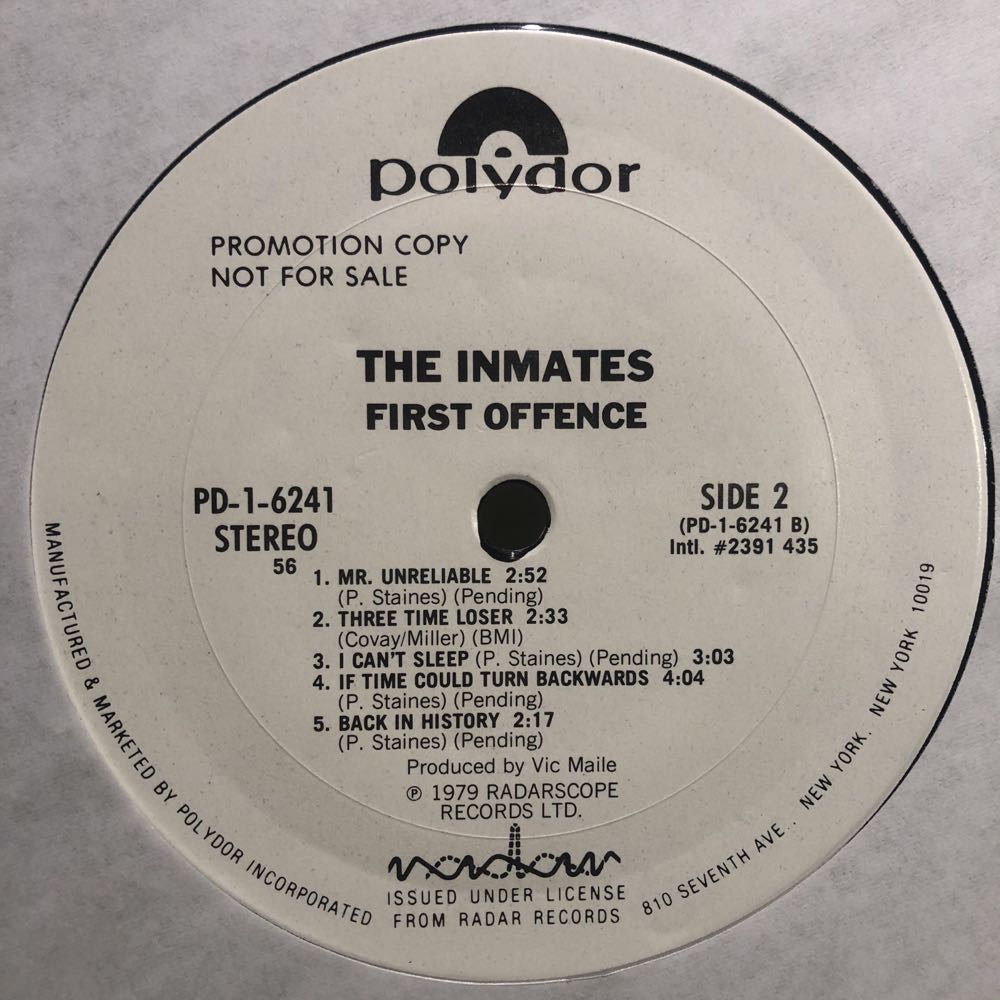 polydor
PROMOTION COPY
NOT FOR SALE
THE INMATES
FIRST OFFENCE
PD-1-6241
STEREO
56
SIDE 2
(PD-1-6241 B)
Intl. #2391 435
1. MR. UNRELIABLE 2:52
(P. Staines) (Pending)
2. THREE TIME LOSER 2:33
(Covay/Miller) (BMI)
3. I CAN'T SLEEP (P. Staines) (Pending) 3:03
4. IF TIME COULD TURN BACKWARDS 4:04
(P. Staines) (Pending)
5. BACK IN HISTORY 2:17
(P. Staines) (Pending)
Produced by Vic Maile
℗ 1979 RADARSCOPE
RECORDS LTD.
radar
ISSUED UNDER LICENSE
FROM RADAR RECORDS
MANUFACTURED & MARKETED BY POLYDOR INCORPORATED 810 SEVENTH AVE., NEW YORK. NEW YORK 10019